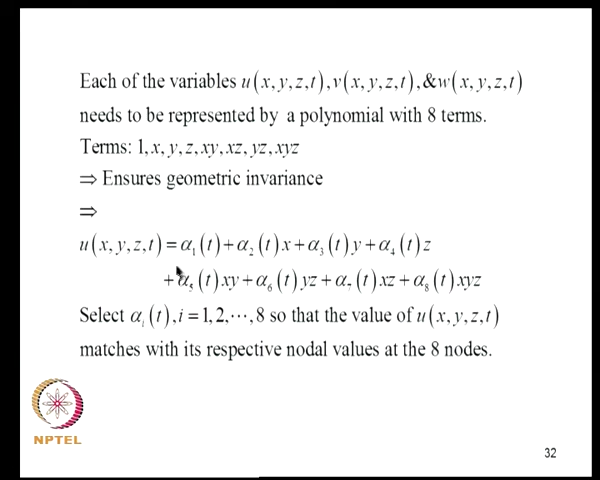 Each of the variables u(x,y,z,t),v(x,y,z,t),&w(x,y,z,t)
needs to be represented by a polynomial with 8 terms.
Terms: 1,x,y,z,xy,xz,yz,xyz
⇒ Ensures geometric invariance
⇒
u(x,y,z,t)=α₁(t)+α₂(t)x+α₃(t)y+α₄(t)z
+α₅(t)xy+α₆(t)yz+α₇(t)xz+α₈(t)xyz
Select αᵢ(t),i=1,2,⋯,8 so that the value of u(x,y,z,t)
matches with its respective nodal values at the 8 nodes.
NPTEL
32